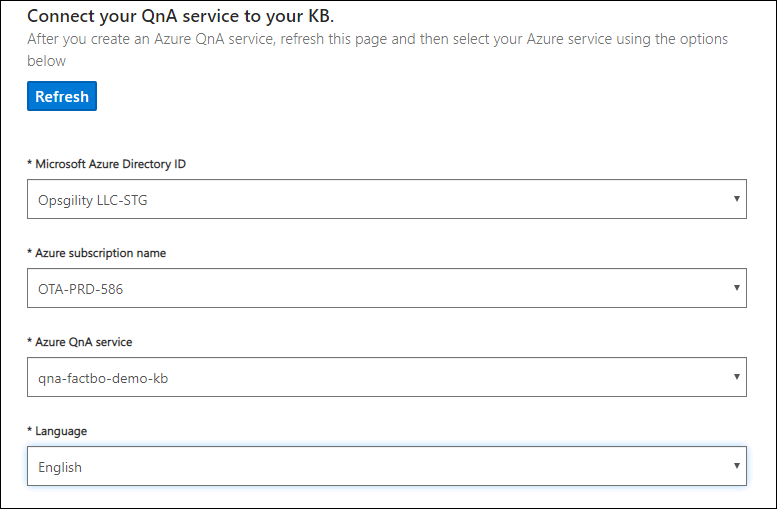 Connect your QnA service to your KB.
After you create an Azure QnA service, refresh this page and then select your Azure service using the options
below
Refresh
* Microsoft Azure Directory ID
Opsgility LLC-STG
* Azure subscription name
OTA-PRD-586
* Azure QnA service
qna-factbo-demo-kb
* Language
English